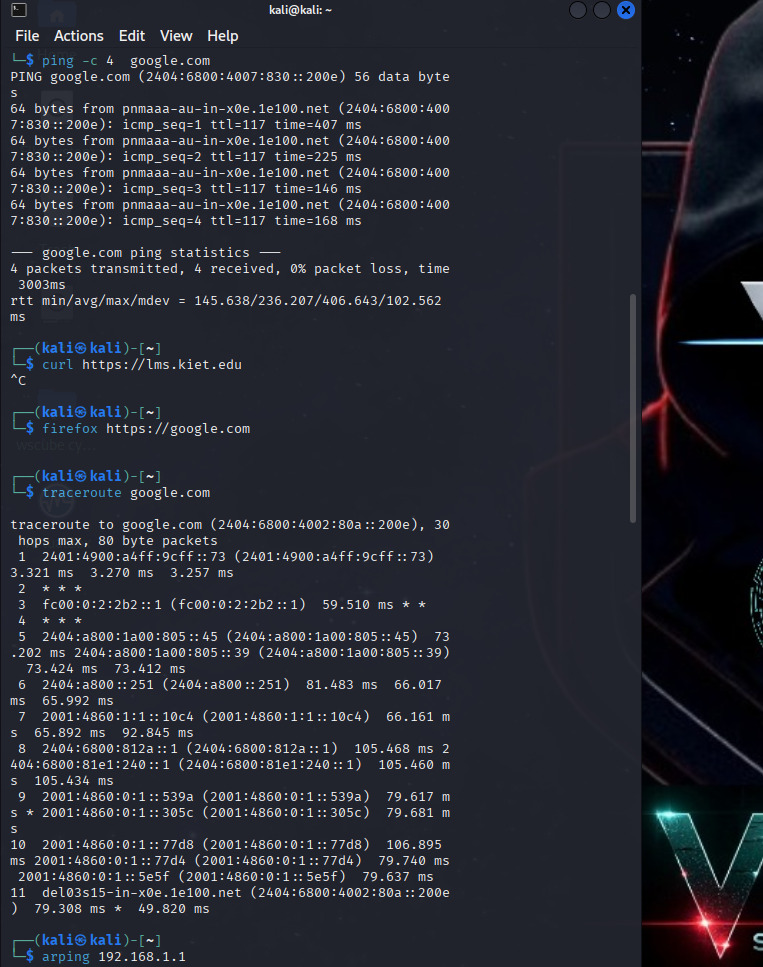 kali@kali: ~
File Actions Edit View Help
└─$ ping -c 4  google.com
PING google.com (2404:6800:4007:830::200e) 56 data byte
s
64 bytes from pnmaaa-au-in-x0e.1e100.net (2404:6800:400
7:830::200e): icmp_seq=1 ttl=117 time=407 ms
64 bytes from pnmaaa-au-in-x0e.1e100.net (2404:6800:400
7:830::200e): icmp_seq=2 ttl=117 time=225 ms
64 bytes from pnmaaa-au-in-x0e.1e100.net (2404:6800:400
7:830::200e): icmp_seq=3 ttl=117 time=146 ms
64 bytes from pnmaaa-au-in-x0e.1e100.net (2404:6800:400
7:830::200e): icmp_seq=4 ttl=117 time=168 ms
--- google.com ping statistics ---
4 packets transmitted, 4 received, 0% packet loss, time
 3003ms
rtt min/avg/max/mdev = 145.638/236.207/406.643/102.562
ms
┌──(kali㉿kali)-[~]
└─$ curl https://lms.kiet.edu
^C
┌──(kali㉿kali)-[~]
└─$ firefox https://google.com
┌──(kali㉿kali)-[~]
└─$ traceroute google.com
traceroute to google.com (2404:6800:4002:80a::200e), 30
 hops max, 80 byte packets
 1  2401:4900:a4ff:9cff::73 (2401:4900:a4ff:9cff::73)
3.321 ms  3.270 ms  3.257 ms
 2  * * *
 3  fc00:0:2:2b2::1 (fc00:0:2:2b2::1)  59.510 ms * *
 4  * * *
 5  2404:a800:1a00:805::45 (2404:a800:1a00:805::45)  73
.202 ms 2404:a800:1a00:805::39 (2404:a800:1a00:805::39)
  73.424 ms  73.412 ms
 6  2404:a800::251 (2404:a800::251)  81.483 ms  66.017
ms  65.992 ms
 7  2001:4860:1:1::10c4 (2001:4860:1:1::10c4)  66.161 m
s  65.892 ms  92.845 ms
 8  2404:6800:812a::1 (2404:6800:812a::1)  105.468 ms 2
404:6800:81e1:240::1 (2404:6800:81e1:240::1)  105.460 m
s  105.434 ms
 9  2001:4860:0:1::539a (2001:4860:0:1::539a)  79.617 m
s * 2001:4860:0:1::305c (2001:4860:0:1::305c)  79.681 m
s
10  2001:4860:0:1::77d8 (2001:4860:0:1::77d8)  106.895
ms 2001:4860:0:1::77d4 (2001:4860:0:1::77d4)  79.740 ms
 2001:4860:0:1::5e5f (2001:4860:0:1::5e5f)  79.637 ms
11  del03s15-in-x0e.1e100.net (2404:6800:4002:80a::200e
)  79.308 ms *  49.820 ms
┌──(kali㉿kali)-[~]
└─$ arping 192.168.1.1